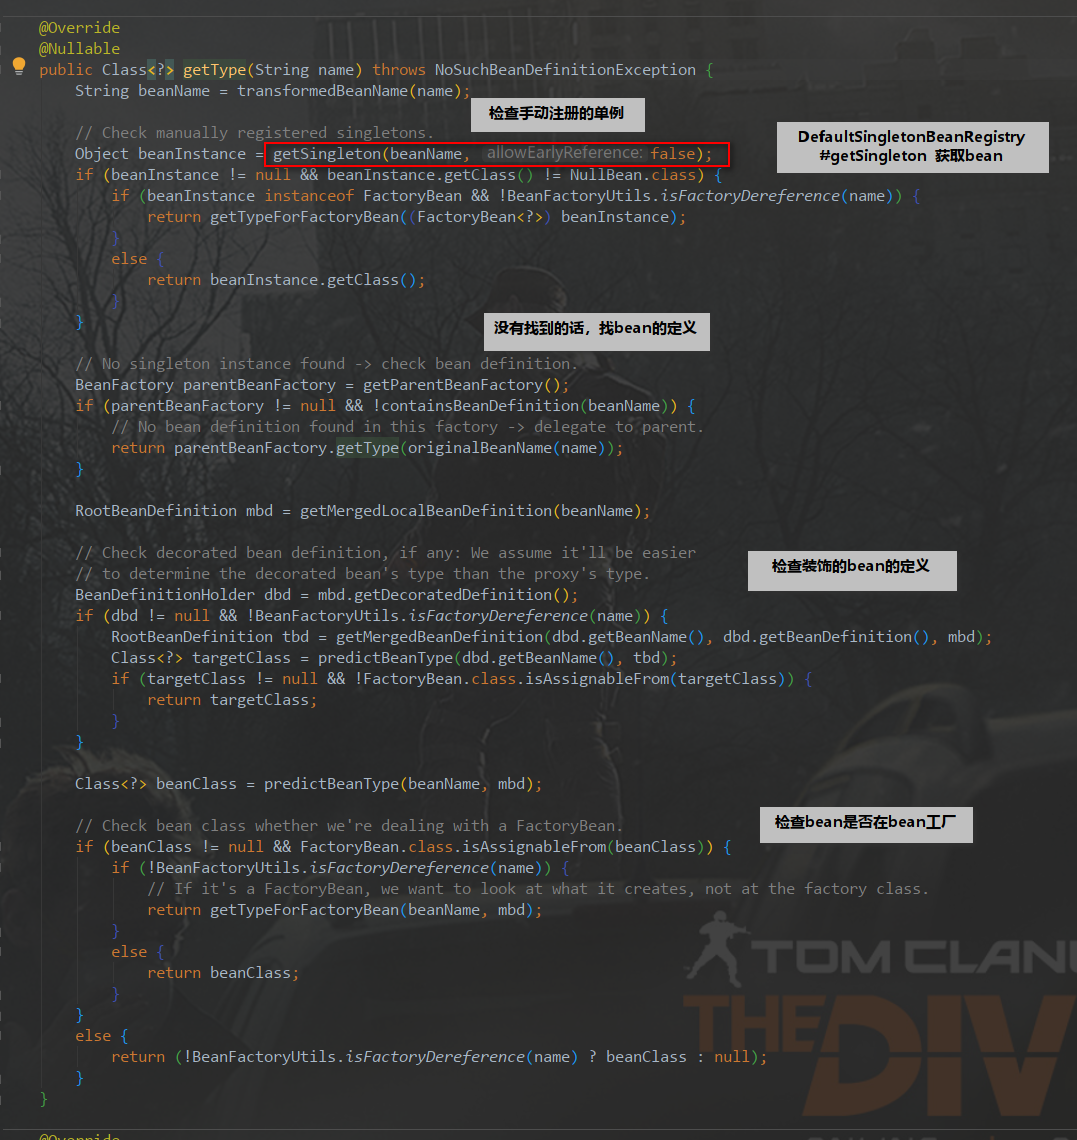 @Override
@Nullable
public Class<?> getType(String name) throws NoSuchBeanDefinitionException {
String beanName = transformedBeanName(name);
检查手动注册的单例
// Check manually registered singletons.
DefaultSingletonBeanRegistry
#getSingleton 获取bean
Object beanInstance = getSingleton(beanName, allowEarlyReference: false);
if (beanInstance != null && beanInstance.getClass() != NullBean.class) {
if (beanInstance instanceof FactoryBean && !BeanFactoryUtils.isFactoryDereference(name)) {
return getTypeForFactoryBean((FactoryBean<?>) beanInstance);
}
else {
return beanInstance.getClass();
}
}
没有找到的话，找bean的定义
// No singleton instance found -> check bean definition.
BeanFactory parentBeanFactory = getParentBeanFactory();
if (parentBeanFactory != null && !containsBeanDefinition(beanName)) {
// No bean definition found in this factory -> delegate to parent.
return parentBeanFactory.getType(originalBeanName(name));
}
RootBeanDefinition mbd = getMergedLocalBeanDefinition(beanName);
// Check decorated bean definition, if any: We assume it'll be easier
检查装饰的bean的定义
// to determine the decorated bean's type than the proxy's type.
BeanDefinitionHolder dbd = mbd.getDecoratedDefinition();
if (dbd != null && !BeanFactoryUtils.isFactoryDereference(name)) {
RootBeanDefinition tbd = getMergedBeanDefinition(dbd.getBeanName(), dbd.getBeanDefinition(), mbd);
Class<?> targetClass = predictBeanType(dbd.getBeanName(), tbd);
if (targetClass != null && !FactoryBean.class.isAssignableFrom(targetClass)) {
return targetClass;
}
}
Class<?> beanClass = predictBeanType(beanName, mbd);
// Check bean class whether we're dealing with a FactoryBean.
检查bean是否在bean工厂
if (beanClass != null && FactoryBean.class.isAssignableFrom(beanClass)) {
if (!BeanFactoryUtils.isFactoryDereference(name)) {
// If it's a FactoryBean, we want to look at what it creates, not at the factory class.
return getTypeForFactoryBean(beanName, mbd);
}
else {
return beanClass;
}
}
else {
return (!BeanFactoryUtils.isFactoryDereference(name) ? beanClass : null);
}
}
TOM CLAN
THE DIV
@Override